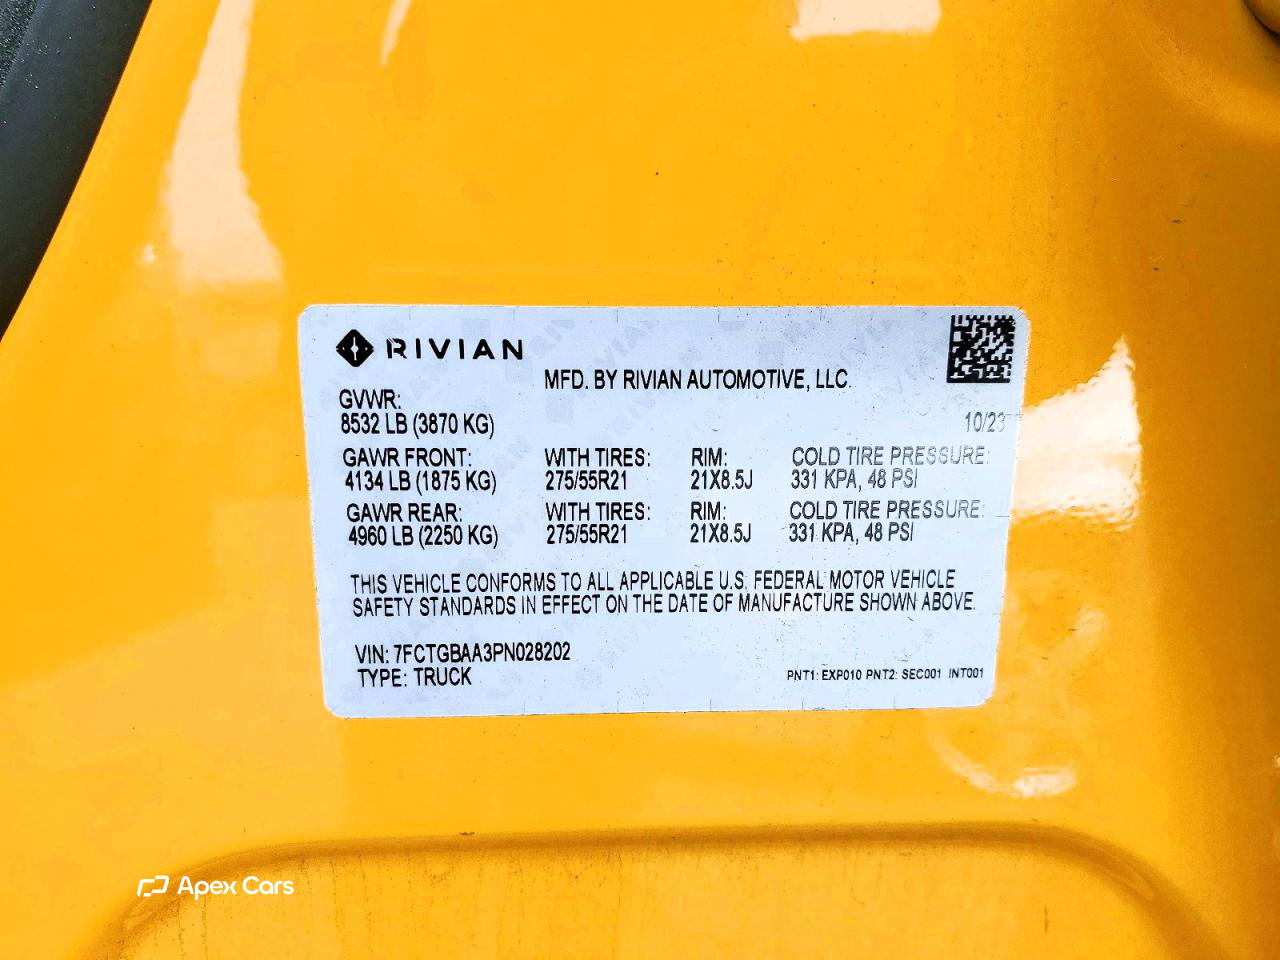 RIVIAN
MFD. BY RIVIAN AUTOMOTIVE, LLC.
GVWR:
8532 LB (3870 KG)
10/23
GAWR FRONT: WITH TIRES: RIM: COLD TIRE PRESSURE:
4134 LB (1875 KG) 275/55R21 21X8.5J 331 KPA, 48 PSI
GAWR REAR: WITH TIRES: RIM: COLD TIRE PRESSURE:
4960 LB (2250 KG) 275/55R21 21X8.5J 331 KPA, 48 PSI
THIS VEHICLE CONFORMS TO ALL APPLICABLE U.S. FEDERAL MOTOR VEHICLE
SAFETY STANDARDS IN EFFECT ON THE DATE OF MANUFACTURE SHOWN ABOVE.
VIN: 7FCTGBAA3PN028202
TYPE: TRUCK
PNT1: EXP010 PNT2: SEC001 INT001
Apex Cars